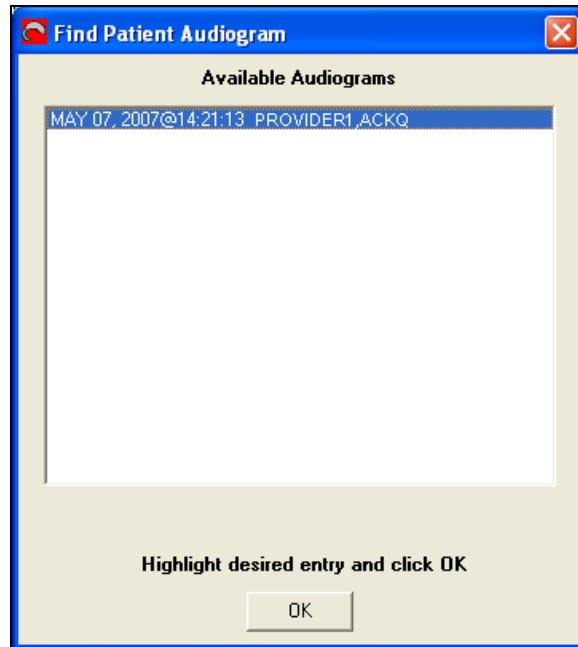 Find Patient Audiogram
Available Audiograms
MAY 07, 2007@14:21:13 PROVIDER1,ACKQ
Highlight desired entry and click OK
OK